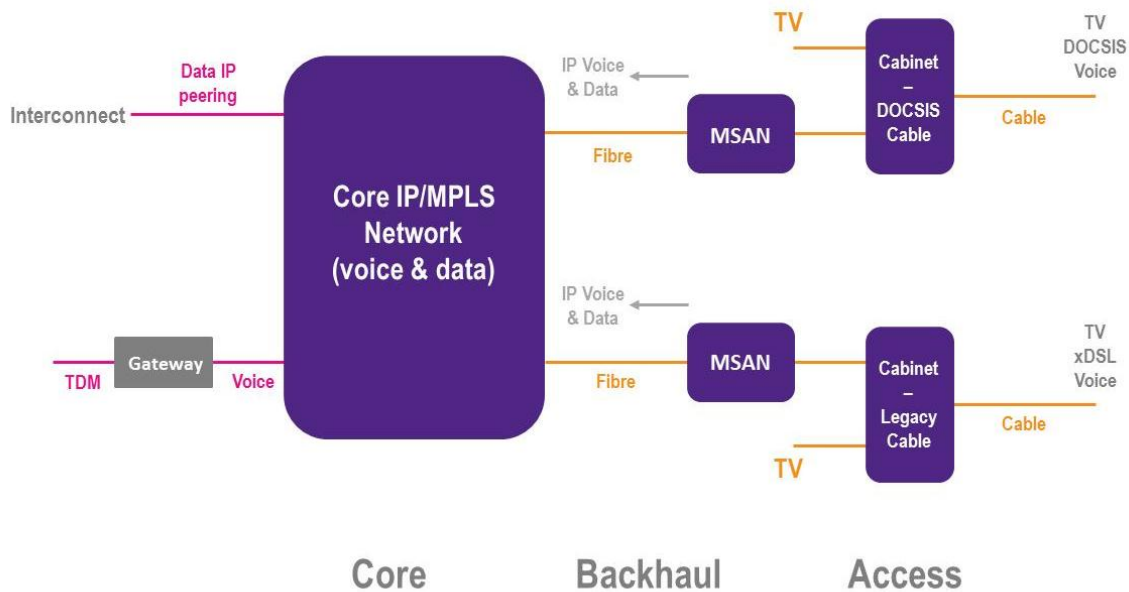 TV
TV
DOCSIS
Voice
Data IP
peering
IP Voice
& Data
Cabinet
–
DOCSIS
Cable
Interconnect
MSAN
Cable
Fibre
Core IP/MPLS
Network
(voice & data)
IP Voice
& Data
TV
xDSL
Voice
Gateway
MSAN
Cabinet
–
Legacy
Cable
TDM
Voice
Fibre
Cable
TV
Core
Backhaul
Access